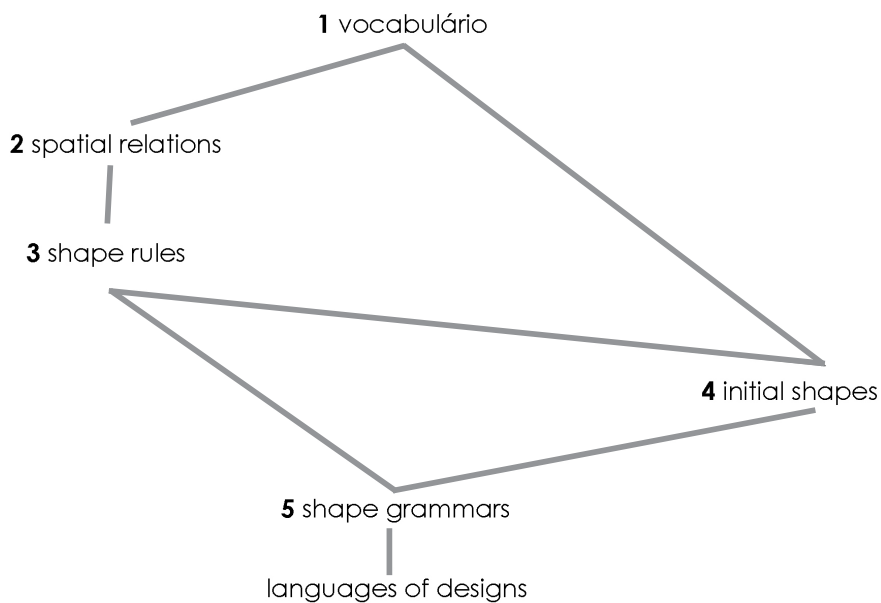 1 vocabulário
2 spatial relations
3 shape rules
4 initial shapes
5 shape grammars
languages of designs